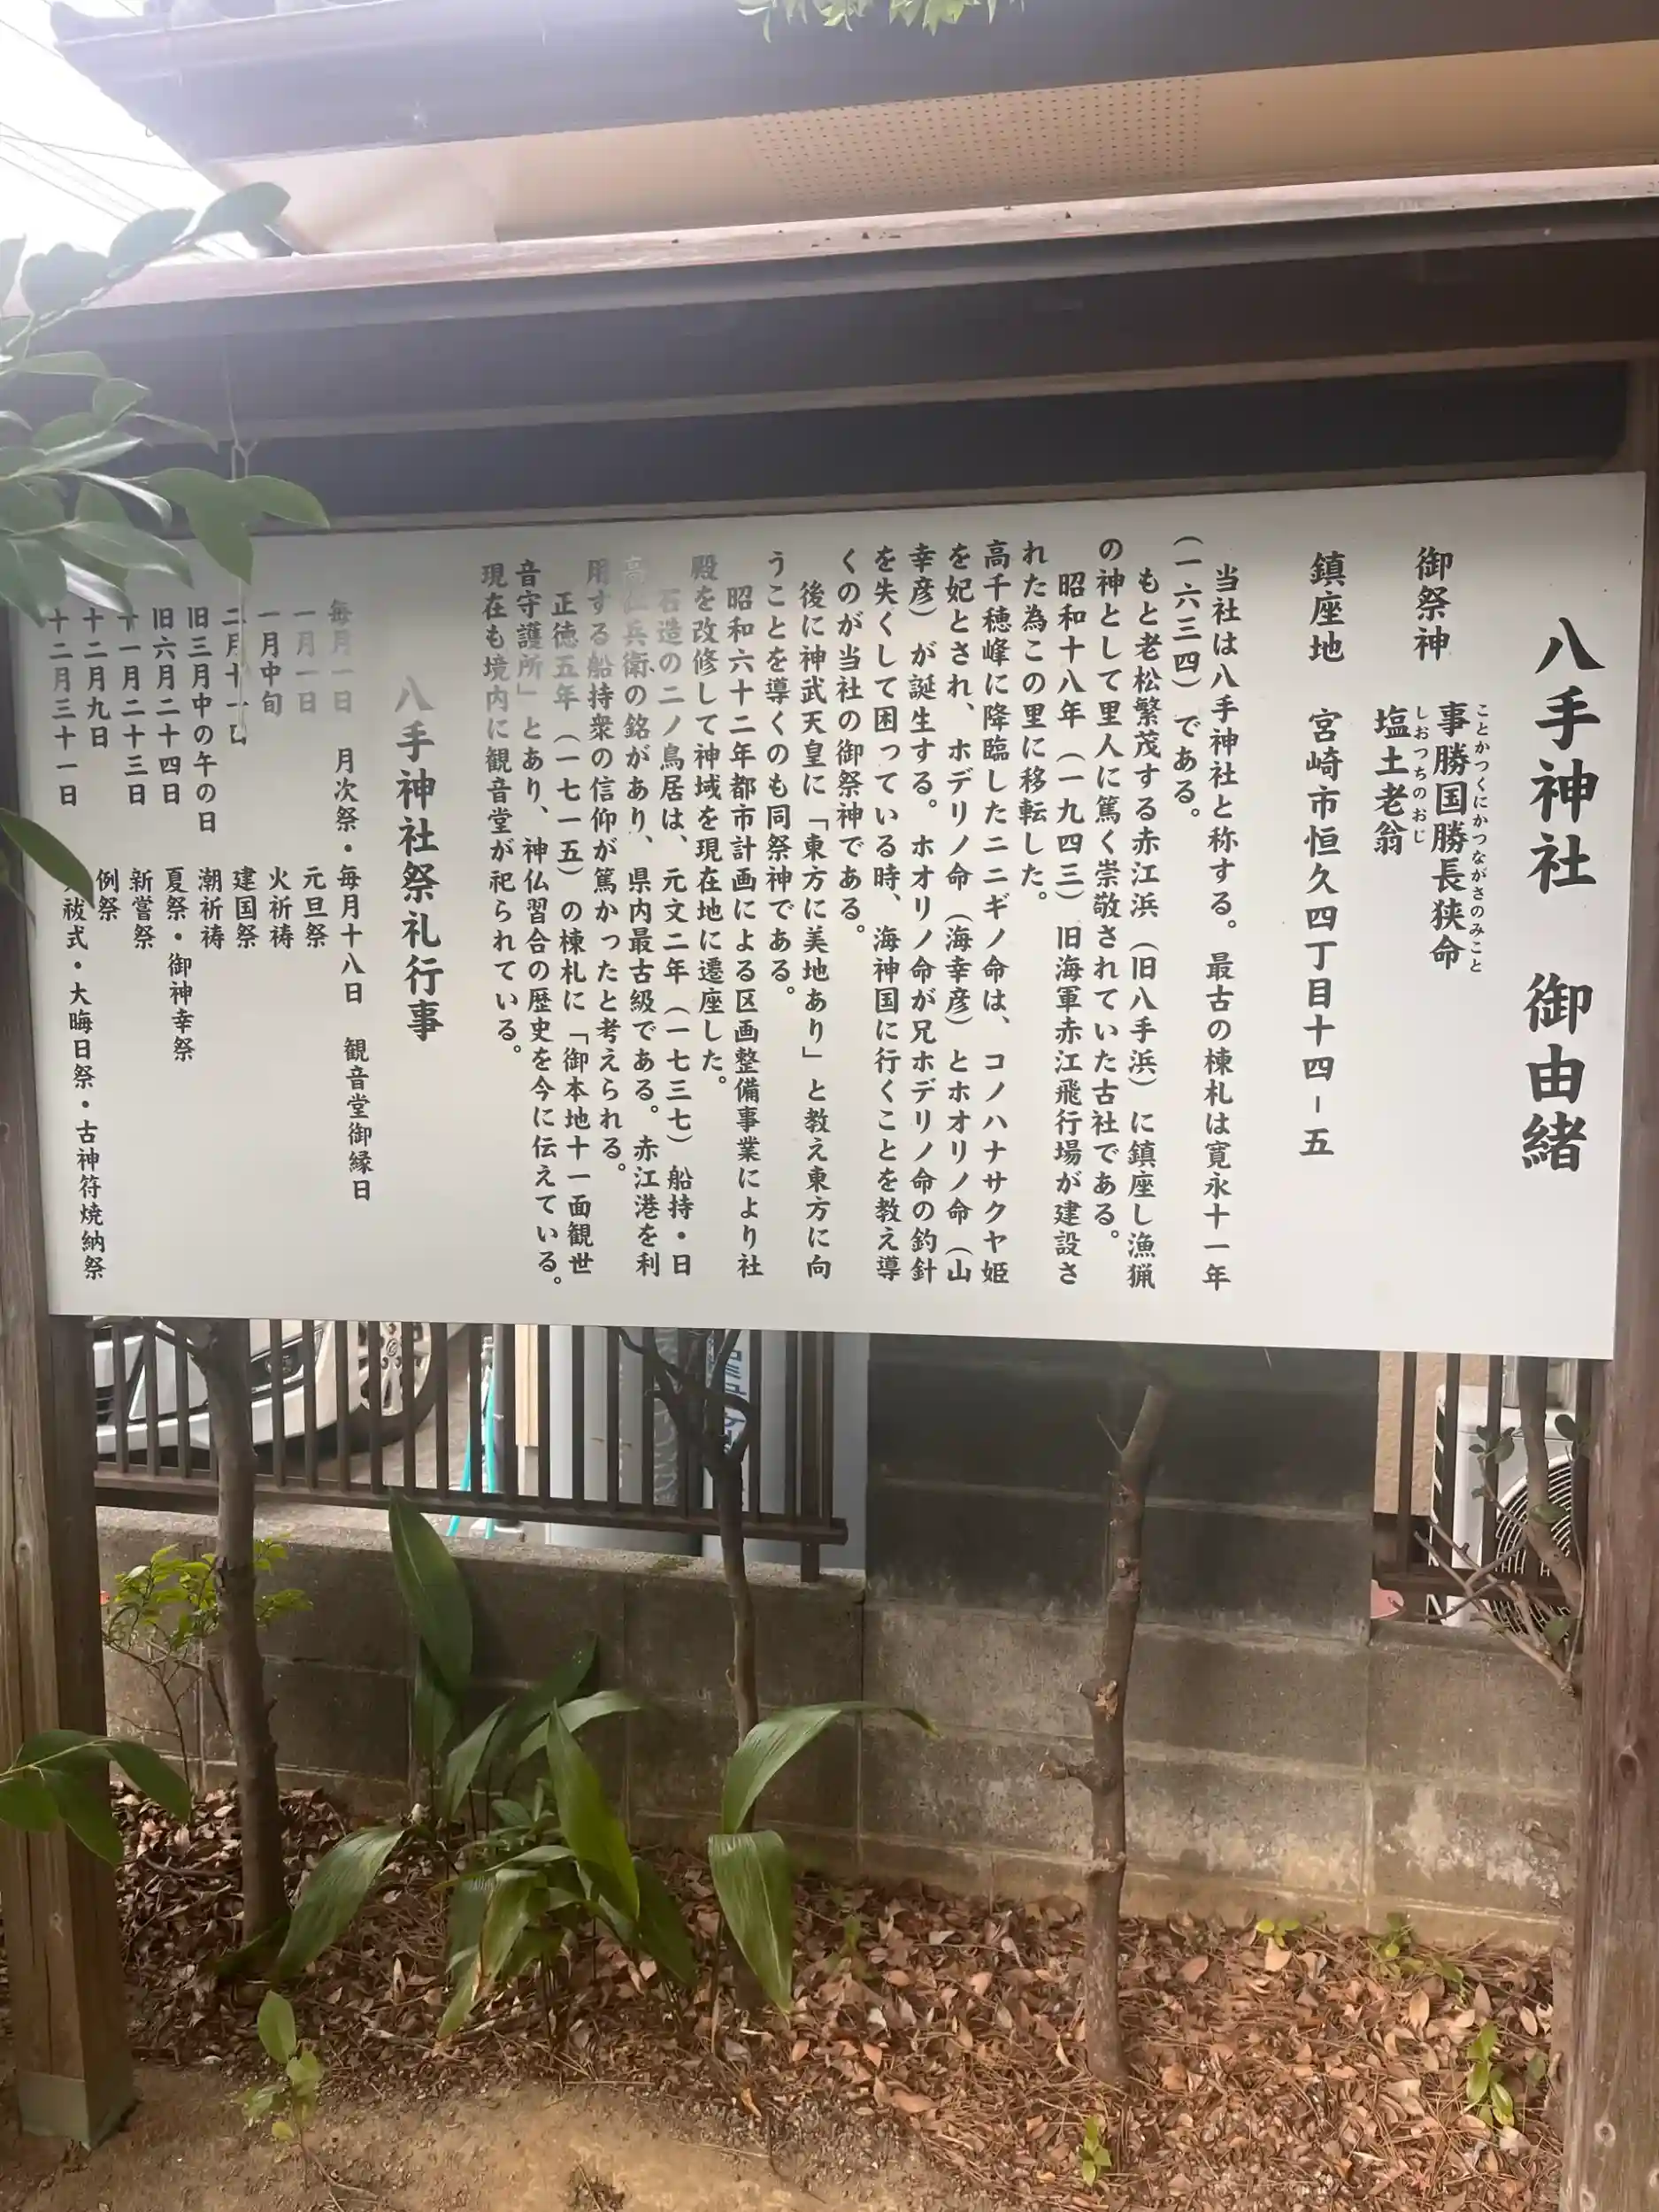 八手神社　御由緒
御祭神　事勝国勝長狭命
ことかつくにかつながさのみこと
塩土老翁
しおつちのおじ
鎮座地　宮崎市恒久四丁目十四-五
当社は八手神社と称する。最古の棟札は寛永十一年
(一六三四)である。
もと老松繁茂する赤江浜(旧八手浜)に鎮座し漁猟
の神として里人に篤く崇敬されていた古社である。
昭和十八年(一九四三)旧海軍赤江飛行場が建設さ
れた為この里に移転した。
高千穂峰に降臨したニニギノ命は、コノハナサクヤ姫
を妃とされ、ホデリノ命(海幸彦)とホオリノ命(山
幸彦)が誕生する。ホオリノ命が兄ホデリノ命の釣針
を失くして困っている時、海神国に行くことを教え導
くのが当社の御祭神である。
後に神武天皇に「東方に美地あり」と教え東方に向
うことを導くのも同祭神である。
昭和六十二年都市計画による区画整備事業により社
殿を改修して神域を現在地に遷座した。
石造の二ノ鳥居は、元文二年(一七三七)船持・日
高 兵衛の銘があり、県内最古級である。赤江港を利
用する船持衆の信仰が篤かったと考えられる。
正徳五年(一七一五)の棟札に「御本地十一面観世
音守護所」とあり、神仏習合の歴史を今に伝えている。
現在も境内に観音堂が祀られている。
八手神社祭礼行事
毎月一日　月次祭・毎月十八日　観音堂御縁日
一月一日　元旦祭
一月中旬　火祈祷
二月十一日　建国祭
旧三月中の午の日　潮祈祷
旧六月二十四日　夏祭・御神幸祭
十一月二十三日　新嘗祭
十二月九日　例祭
十二月三十一日　祓式・大晦日祭・古神符焼納祭